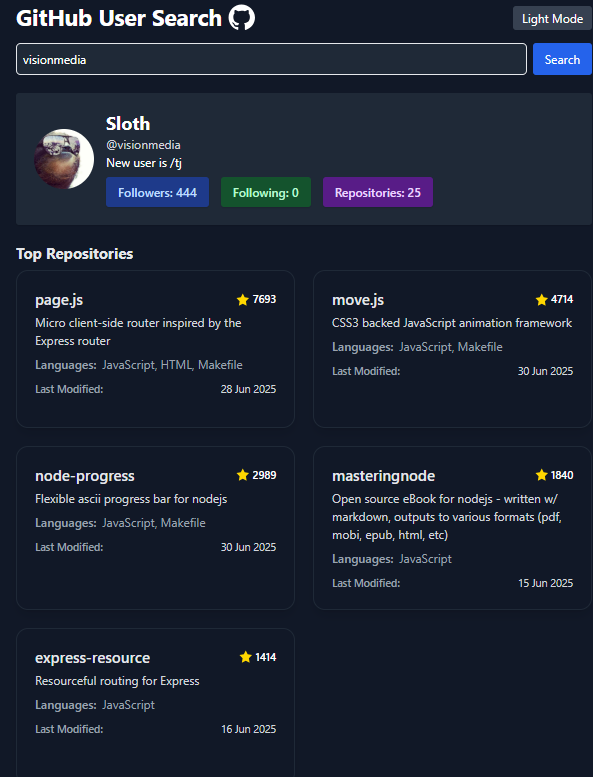 GitHub User Search
Light Mode
visionmedia
Search
Sloth
@visionmedia
New user is /tj
Followers: 444
Following: 0
Repositories: 25
Top Repositories
page.js
7693
Micro client-side router inspired by the
Express router
Languages: JavaScript, HTML, Makefile
Last Modified:
28 Jun 2025
move.js
4714
CSS3 backed JavaScript animation framework
Languages: JavaScript, Makefile
Last Modified:
30 Jun 2025
node-progress
2989
Flexible ascii progress bar for nodejs
Languages: JavaScript, Makefile
Last Modified:
30 Jun 2025
masteringnode
1840
Open source eBook for nodejs - written w/
markdown, outputs to various formats (pdf,
mobi, epub, html, etc)
Languages: JavaScript
Last Modified:
15 Jun 2025
express-resource
1414
Resourceful routing for Express
Languages: JavaScript
Last Modified:
16 Jun 2025